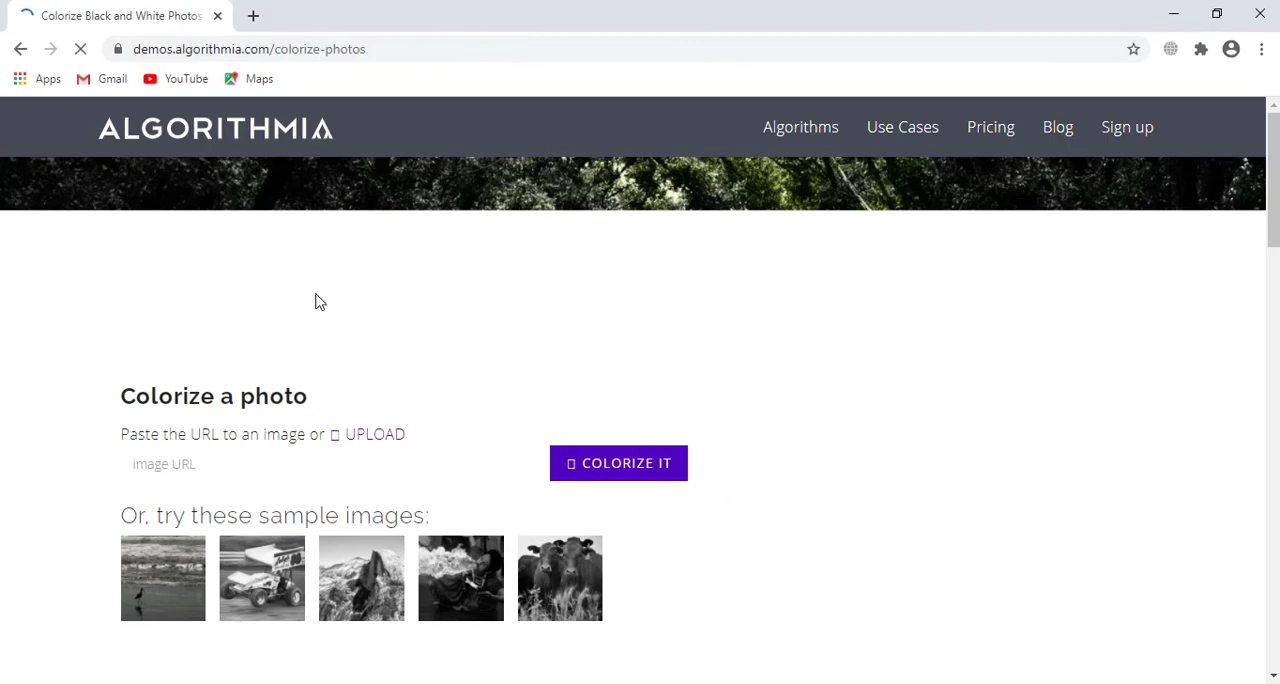 Colorize Black and White Photos
demos.algorithmia.com/colorize-photos
Apps Gmail YouTube Maps
ALGORITHMIA Algorithms Use Cases Pricing Blog Sign up
Colorize a photo
Paste the URL to an image or UPLOAD
image URL COLORIZE IT
Or, try these sample images: